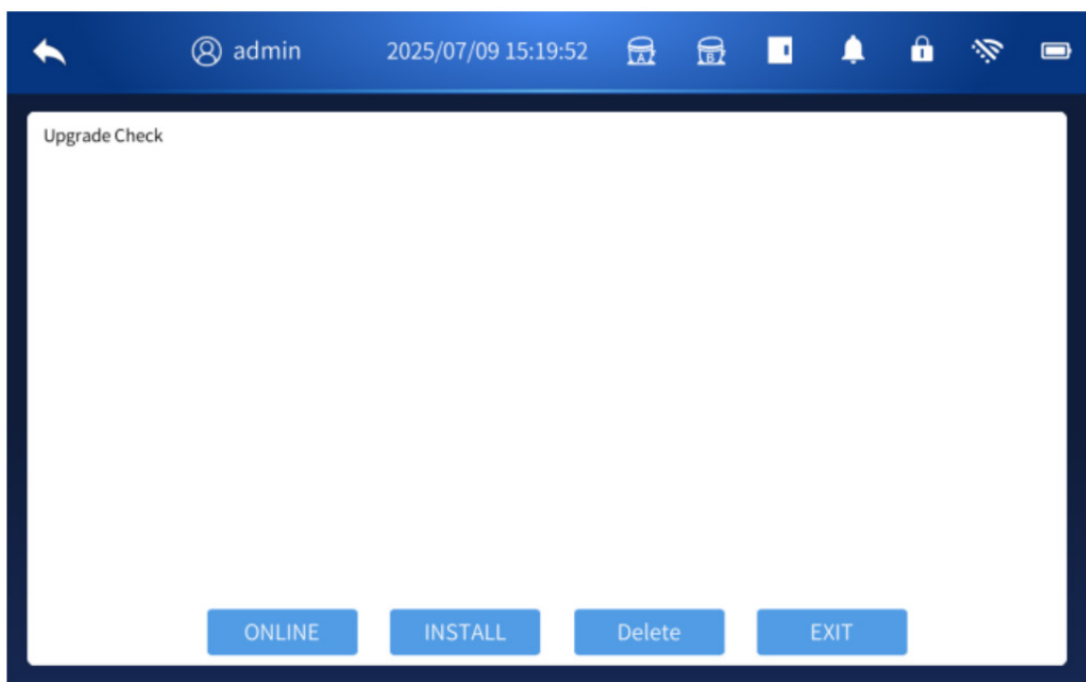 admin 2025/07/09 15:19:52 A B
Upgrade Check
ONLINE INSTALL Delete EXIT